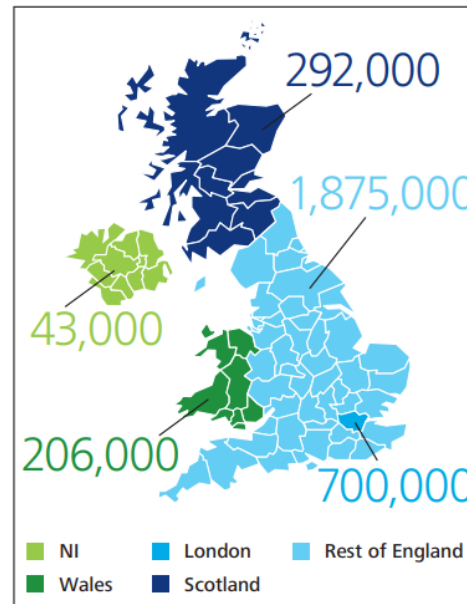 292,000
1,875,000
43,000
206,000
700,000
NI London Rest of England
Wales Scotland